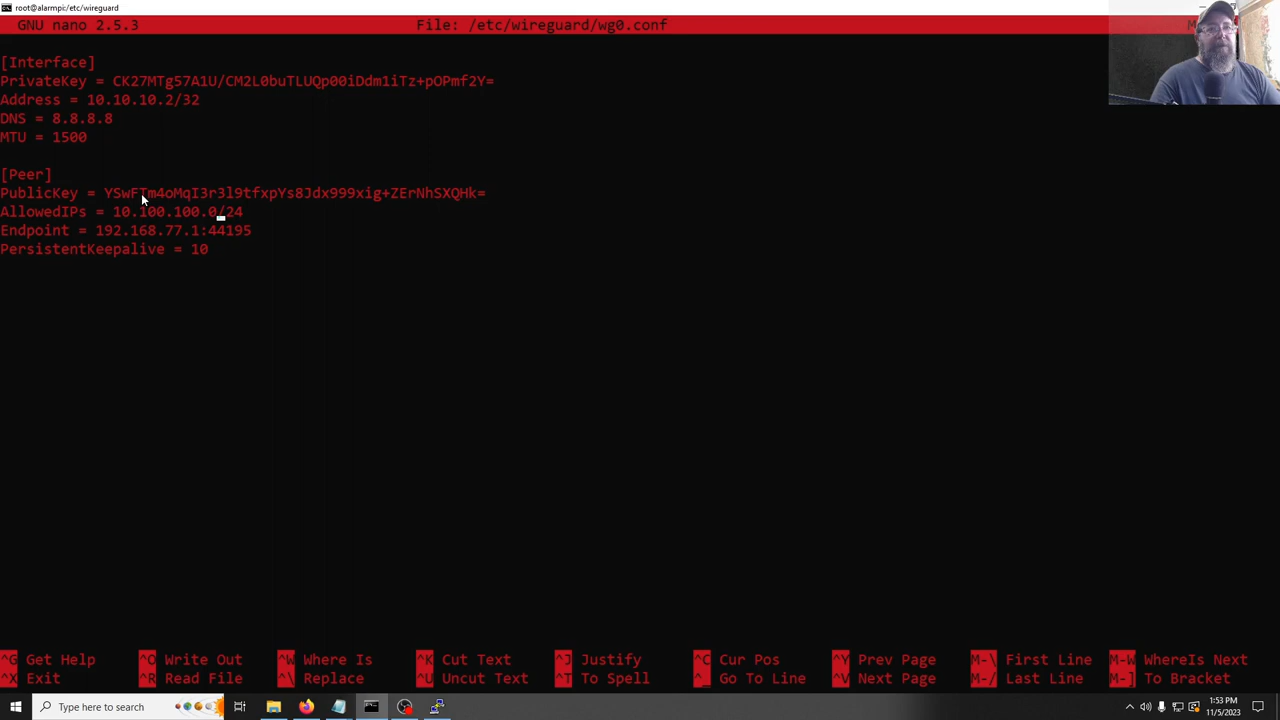 root@alarmpi:/etc/wireguard
GNU nano 2.5.3 File: /etc/wireguard/wg0.conf M
[Interface]
PrivateKey = CK27MTg57A1U/CM2L0buTLUQp00iDdm1iTz+pOPmf2Y=
Address = 10.10.10.2/32
DNS = 8.8.8.8
MTU = 1500
[Peer]
PublicKey = YSwFTm4oMqI3r3l9tfxpYs8Jdx999xig+ZErNhSXQHk=
AllowedIPs = 10.100.100.0/24
Endpoint = 192.168.77.1:44195
PersistentKeepalive = 10
^G Get Help ^O Write Out ^W Where Is ^K Cut Text ^J Justify ^C Cur Pos ^Y Prev Page M-\ First Line M-W WhereIs Next
^X Exit ^R Read File ^\ Replace ^U Uncut Text ^T To Spell ^_ Go To Line ^V Next Page M-/ Last Line M-] To Bracket
Type here to search
1:53 PM
11/5/2023